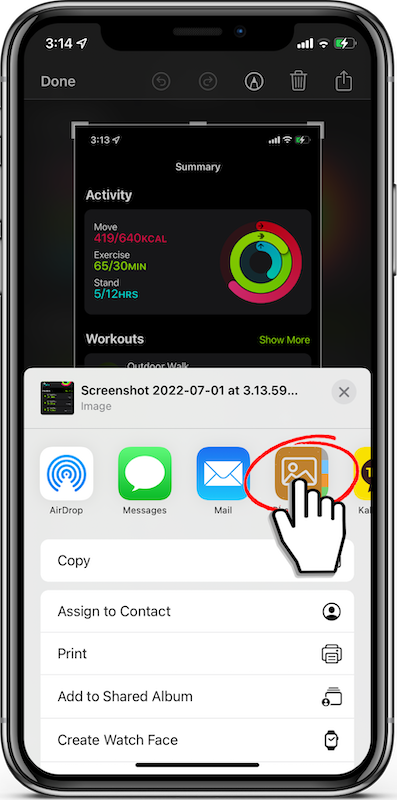 3:14
Done
3:13
Summary
Activity
Move
419/640KCAL
Exercise
65/30MIN
Stand
5/12HRS
Workouts
Show More
Outdoor Walk
Screenshot 2022-07-01 at 3.13.59...
Image
AirDrop
Messages
Mail
Copy
Assign to Contact
Print
Add to Shared Album
Create Watch Face